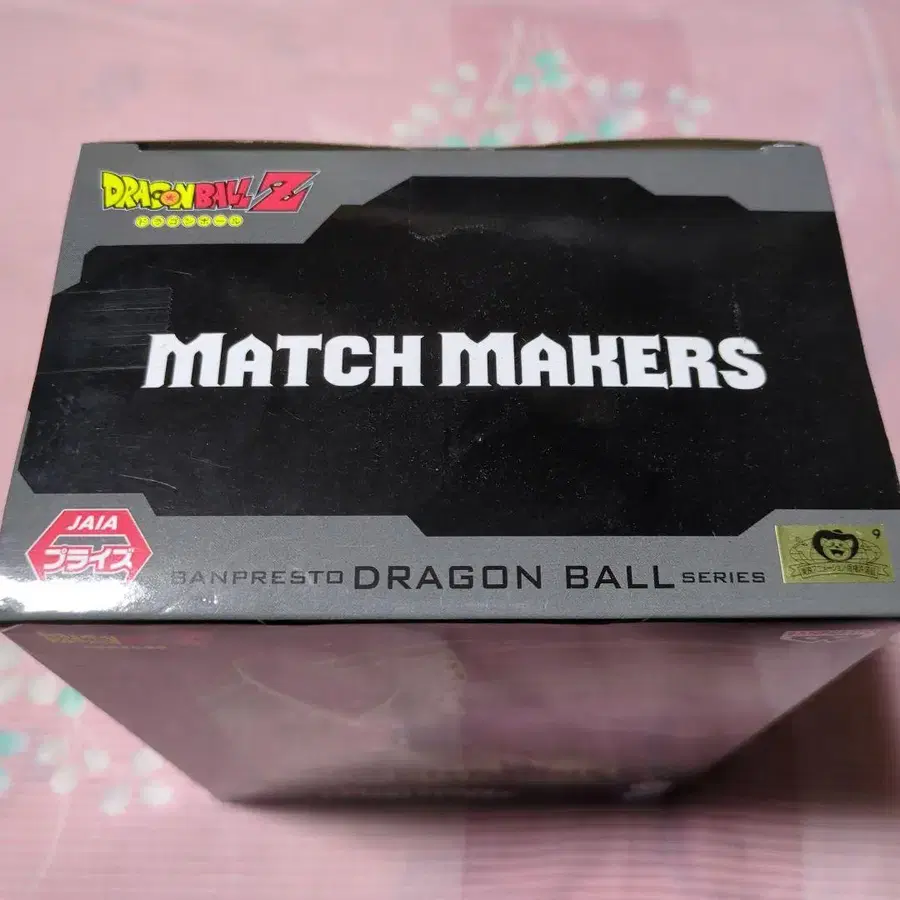 DRAGON BALL Z
ドラゴンボール
MATCH MAKERS
JAIA
プライズ
BANPRESTO DRAGON BALL SERIES
9